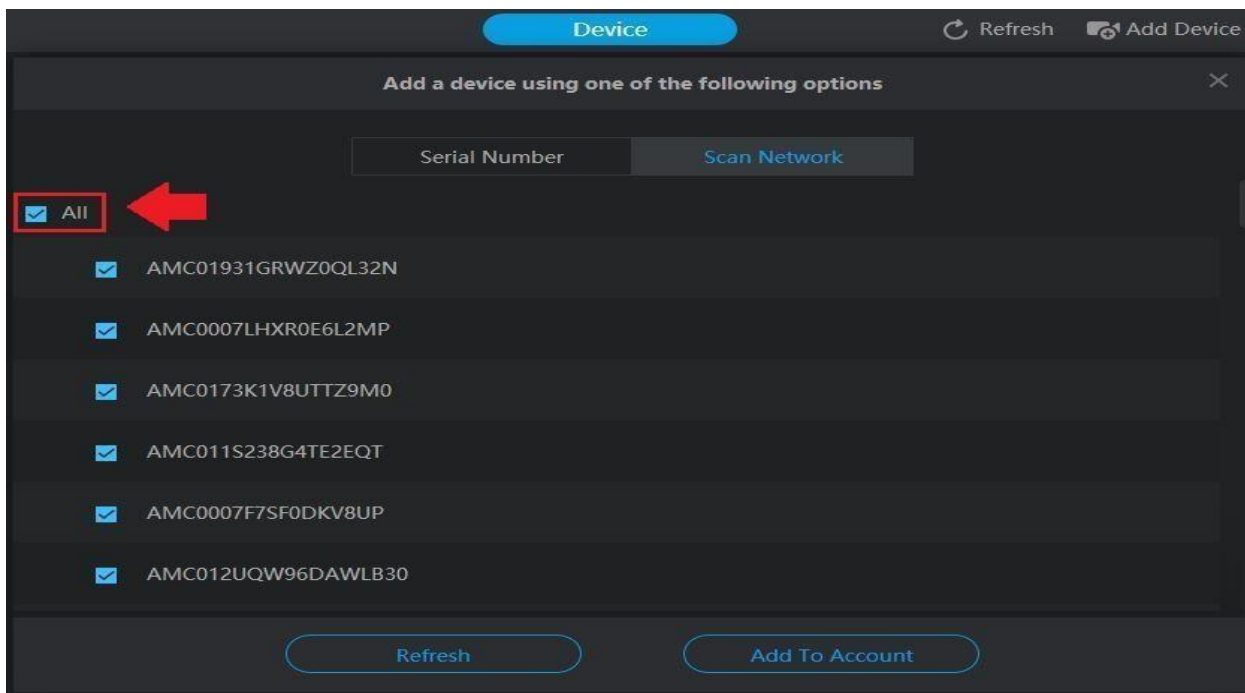 Device Refresh Add Device
Add a device using one of the following options
Serial Number Scan Network
All
AMC01931GRWZ0QL32N
AMC0007LHXR0E6L2MP
AMC0173K1V8UTTZ9M0
AMC011S238G4TE2EQT
AMC0007F7SF0DKV8UP
AMC012UQW96DAWLB30
Refresh Add To Account